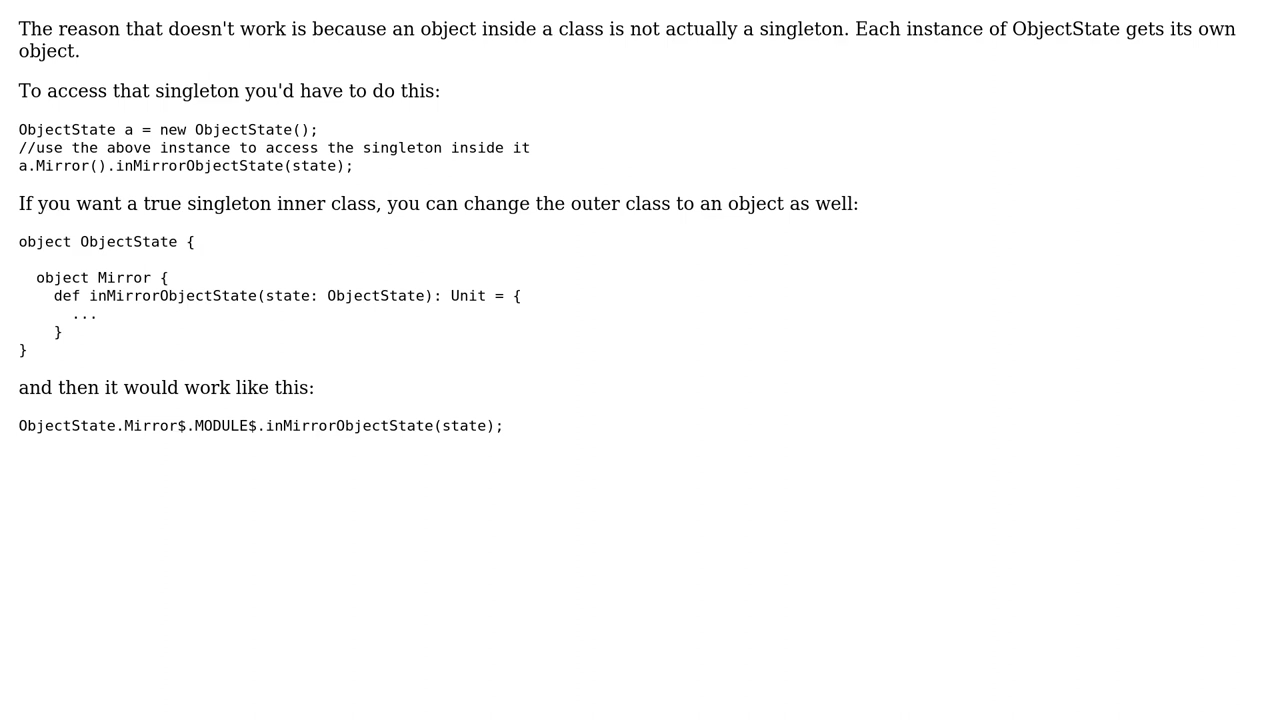 The reason that doesn't work is because an object inside a class is not actually a singleton. Each instance of ObjectState gets its own
object.
To access that singleton you'd have to do this:
ObjectState a = new ObjectState();
//use the above instance to access the singleton inside it
a.Mirror().inMirrorObjectState(state);
If you want a true singleton inner class, you can change the outer class to an object as well:
object ObjectState {
  object Mirror {
    def inMirrorObjectState(state: ObjectState): Unit = {
      ...
    }
}
and then it would work like this:
ObjectState.Mirror$.MODULE$.inMirrorObjectState(state);